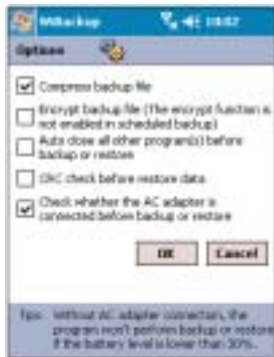 WBackup
Options
Compress backup file
Encrypt backup file (The encrypt function is
not enabled in scheduled backup)
Auto close all other program(s) before
backup or restore
CRC check before restore data
Check whether the AC adapter is
connected before backup or restore
OK Cancel
Tips: Without AC adapter connection, the
program won't perform backup or restore
if the battery level is lower than 30%.